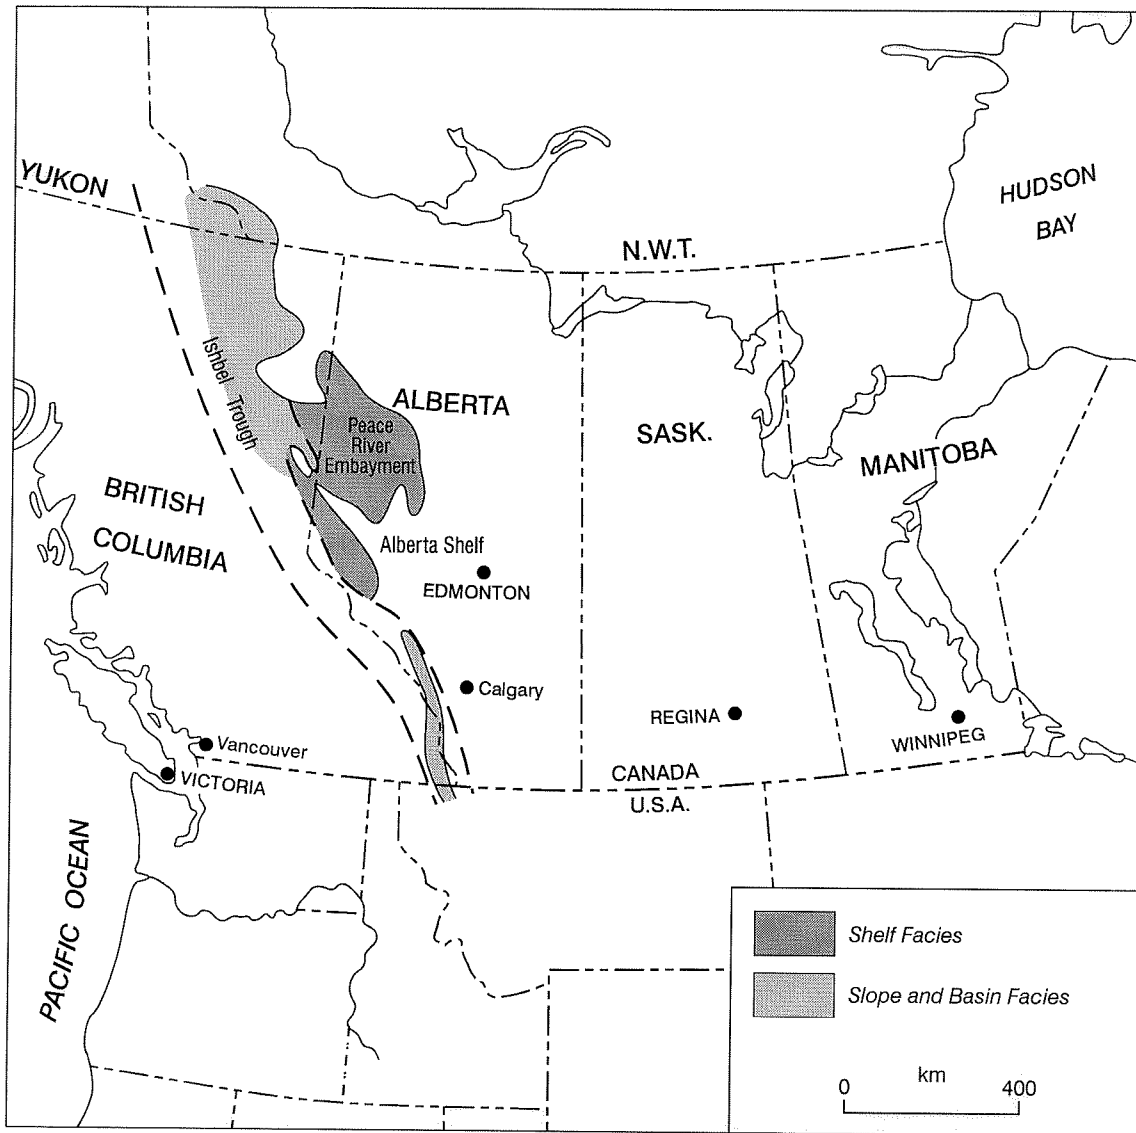 YUKON
HUDSON
BAY
N.W.T.
Ishbel Trough
ALBERTA
Peace
River
Embayment
SASK.
MANITOBA
BRITISH
COLUMBIA
Alberta Shelf
EDMONTON
Calgary
REGINA
WINNIPEG
Vancouver
VICTORIA
CANADA
U.S.A.
PACIFIC OCEAN
Shelf Facies
Slope and Basin Facies
km
0 400